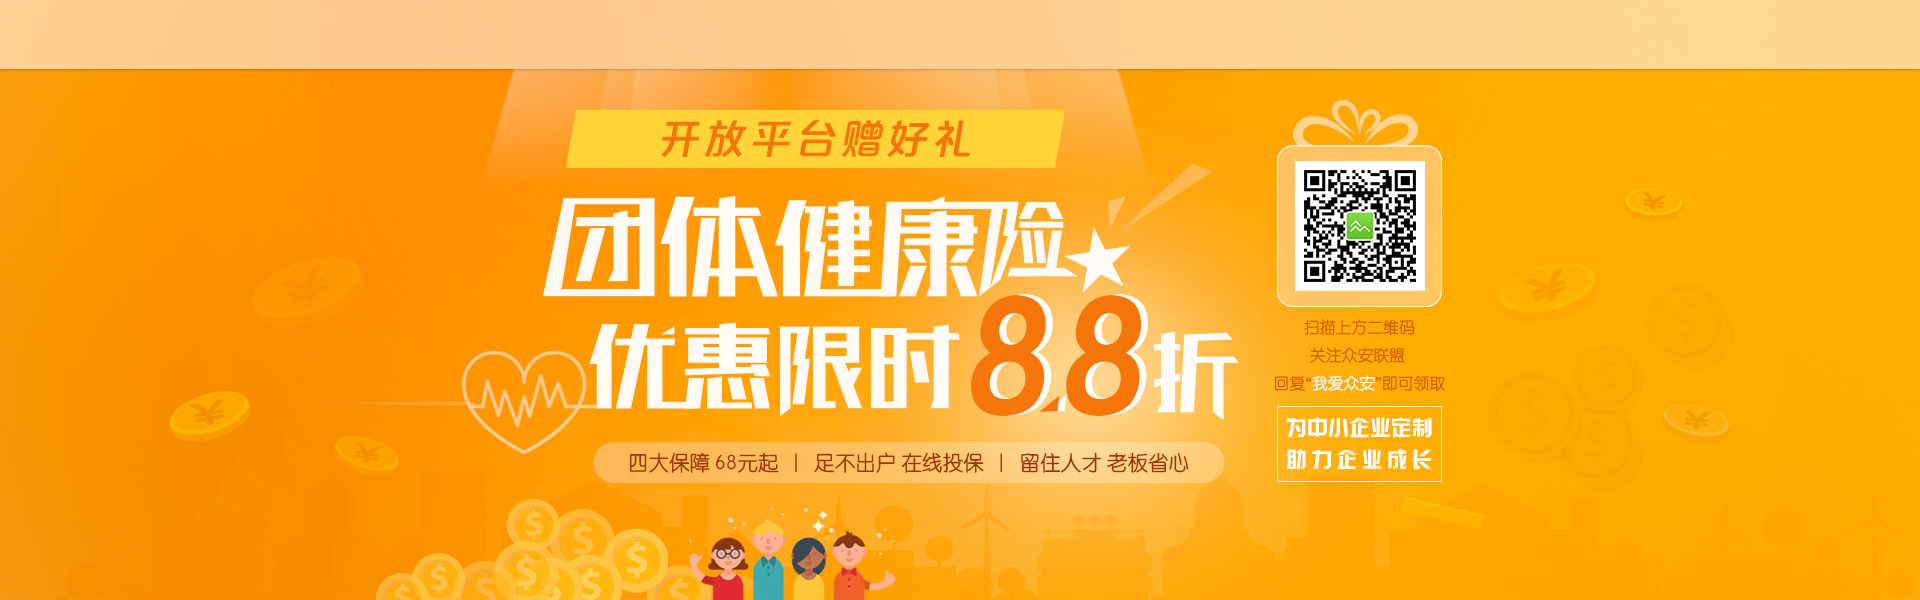 开放平台赠好礼
团体健康险
优惠限时8.8折
四大保障 68元起 | 足不出户 在线投保 | 留住人才 老板省心
扫描上方二维码
关注众安联盟
回复“我爱众安”即可领取
为中小企业定制
助力企业成长